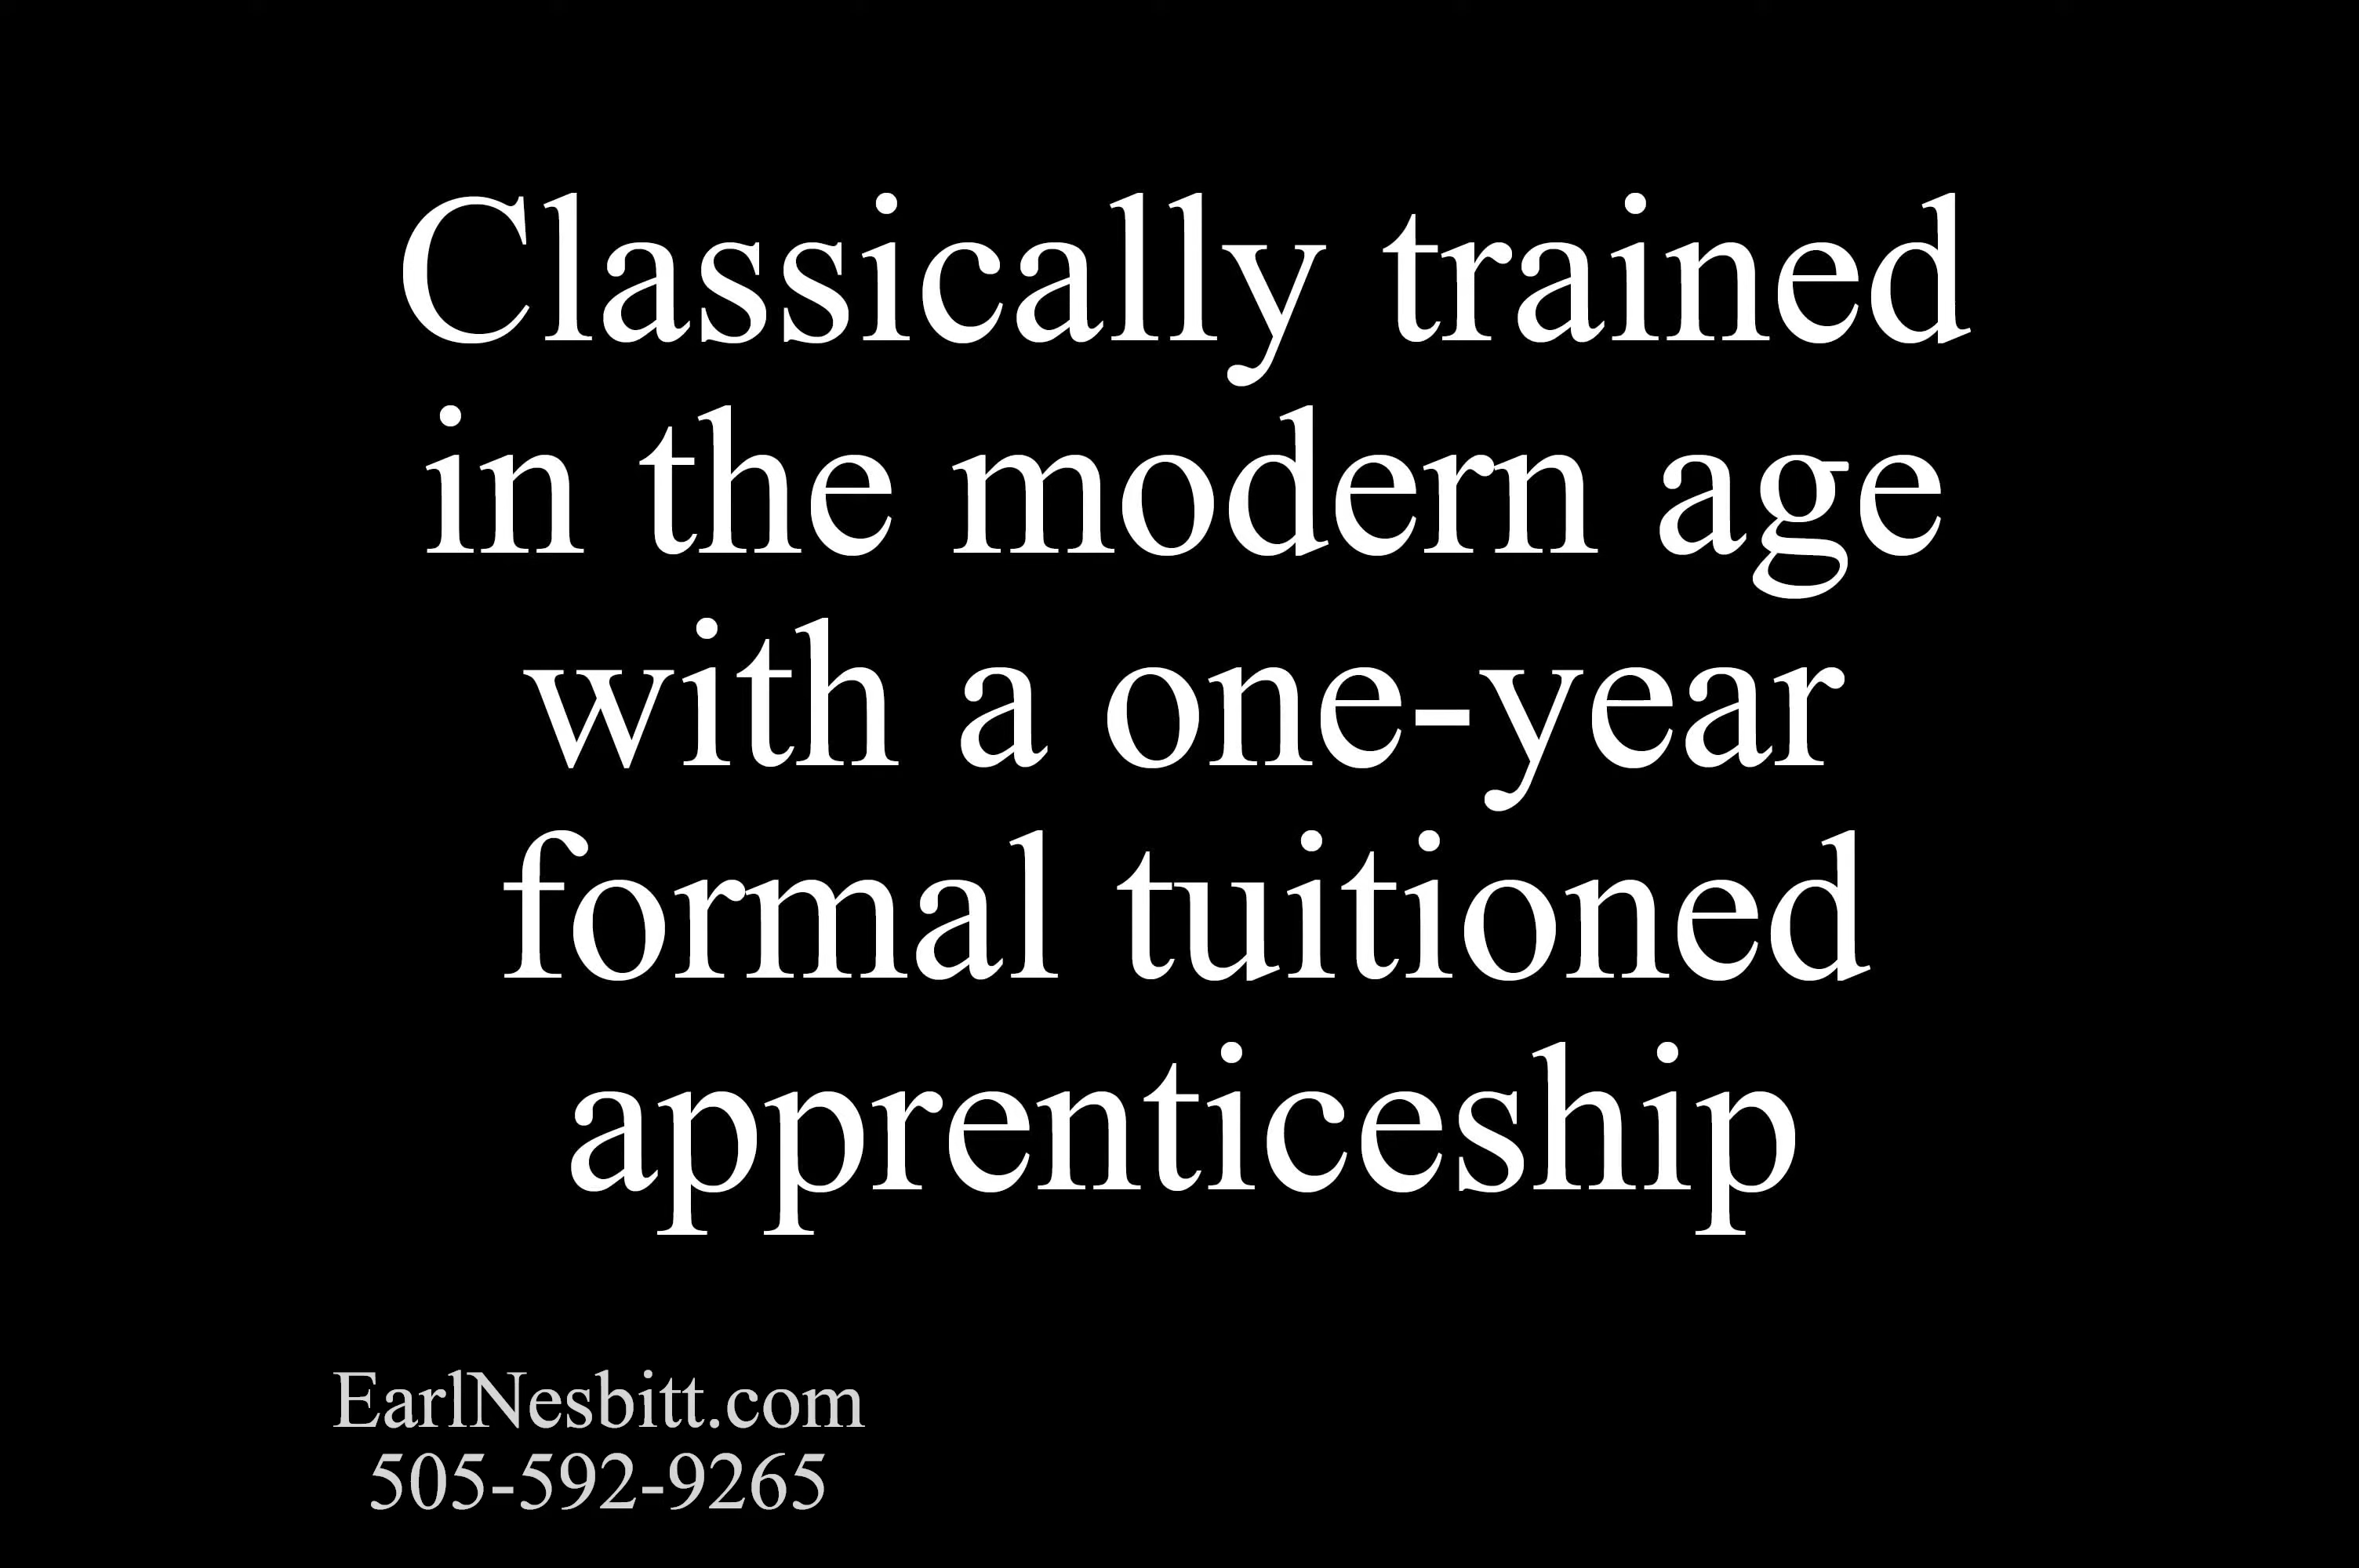 Classically trained
in the modern age
with a one-year
formal tuitioned
apprenticeship
EarlNesbitt.com
505-592-9265